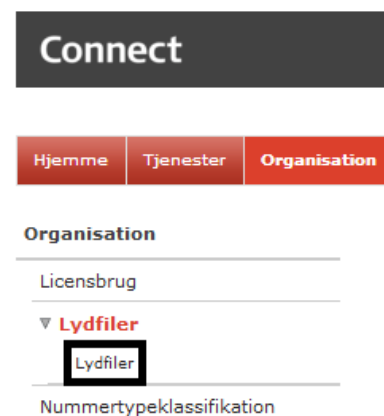 Connect
Hjemme Tjenester Organisation
Organisation
Licensbrug
Lydfiler
Lydfiler
Nummertypeklassifikation